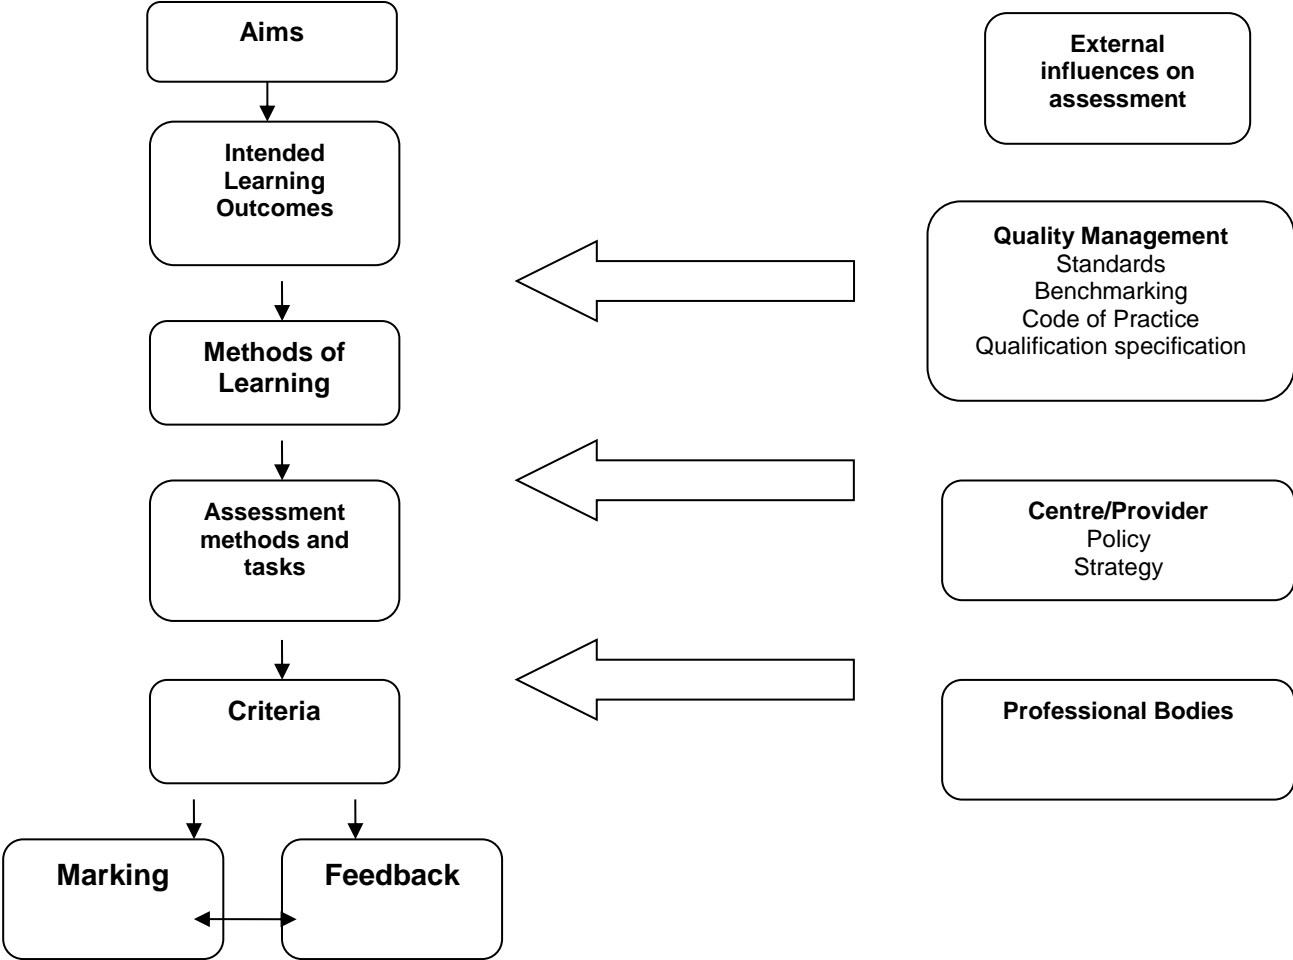 Aims
Intended
Learning
Outcomes
Methods of
Learning
Assessment
methods and
tasks
Criteria
Marking
Feedback
External
influences on
assessment
Quality Management
Standards
Benchmarking
Code of Practice
Qualification specification
Centre/Provider
Policy
Strategy
Professional Bodies